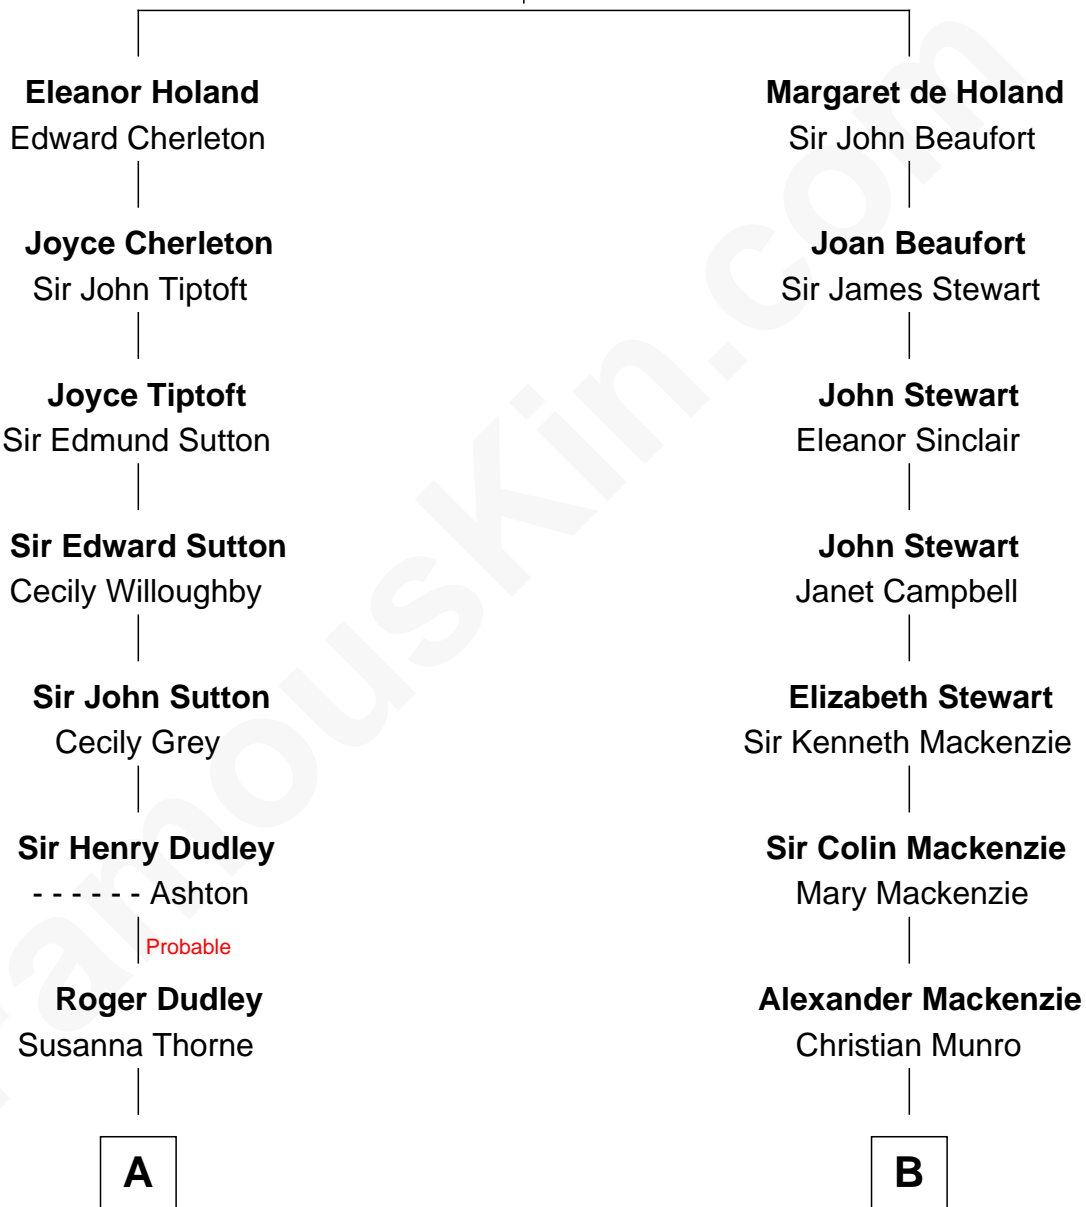 Eleanor Holand
Edward Cherleton
Joyce Cherleton
Sir John Tiptoft
Joyce Tiptoft
Sir Edmund Sutton
Sir Edward Sutton
Cecily Willoughby
Sir John Sutton
Cecily Grey
Sir Henry Dudley
- - - - - - Ashton
Probable
Roger Dudley
Susanna Thorne
A
Margaret de Holand
Sir John Beaufort
Joan Beaufort
Sir James Stewart
John Stewart
Eleanor Sinclair
John Stewart
Janet Campbell
Elizabeth Stewart
Sir Kenneth Mackenzie
Sir Colin Mackenzie
Mary Mackenzie
Alexander Mackenzie
Christian Munro
B
FamousKin.com